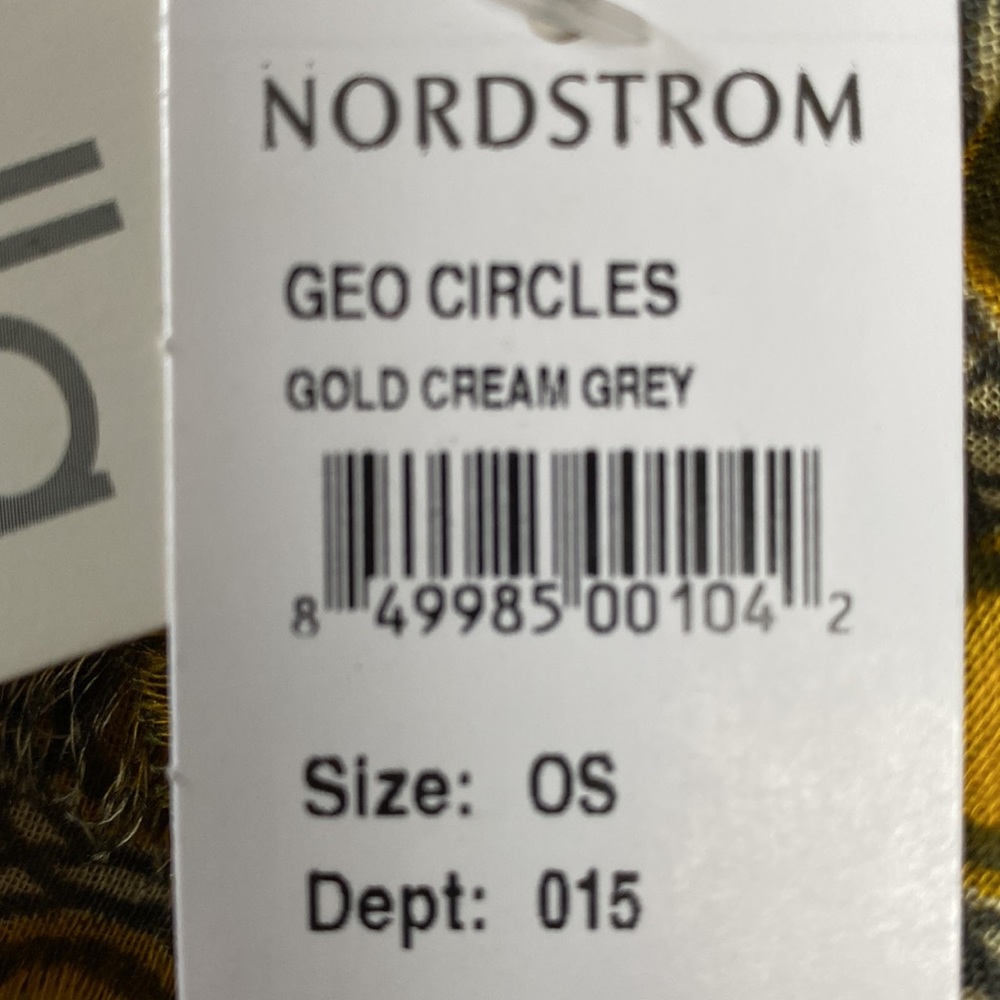 NORDSTROM
GEO CIRCLES
GOLD CREAM GREY
8 49985 00104 2
Size: OS
Dept: 015